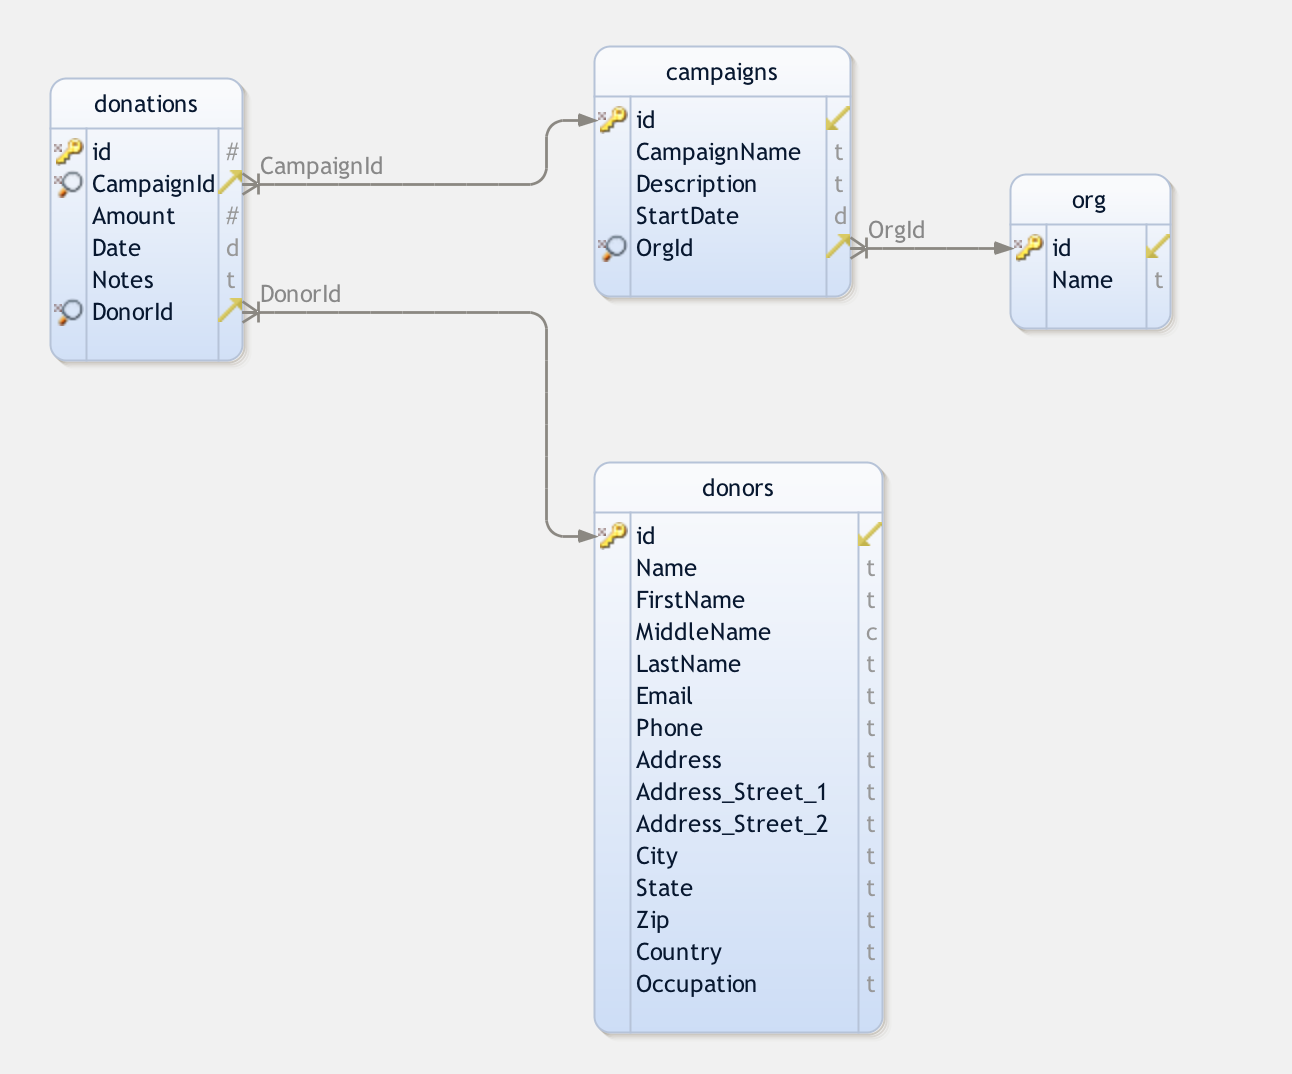 donations
id #
CampaignId
Amount #
Date d
Notes t
DonorId
CampaignId
DonorId
campaigns
id
CampaignName t
Description t
StartDate d
OrgId
OrgId
org
id
Name t
donors
id
Name t
FirstName t
MiddleName c
LastName t
Email t
Phone t
Address t
Address_Street_1 t
Address_Street_2 t
City t
State t
Zip t
Country t
Occupation t